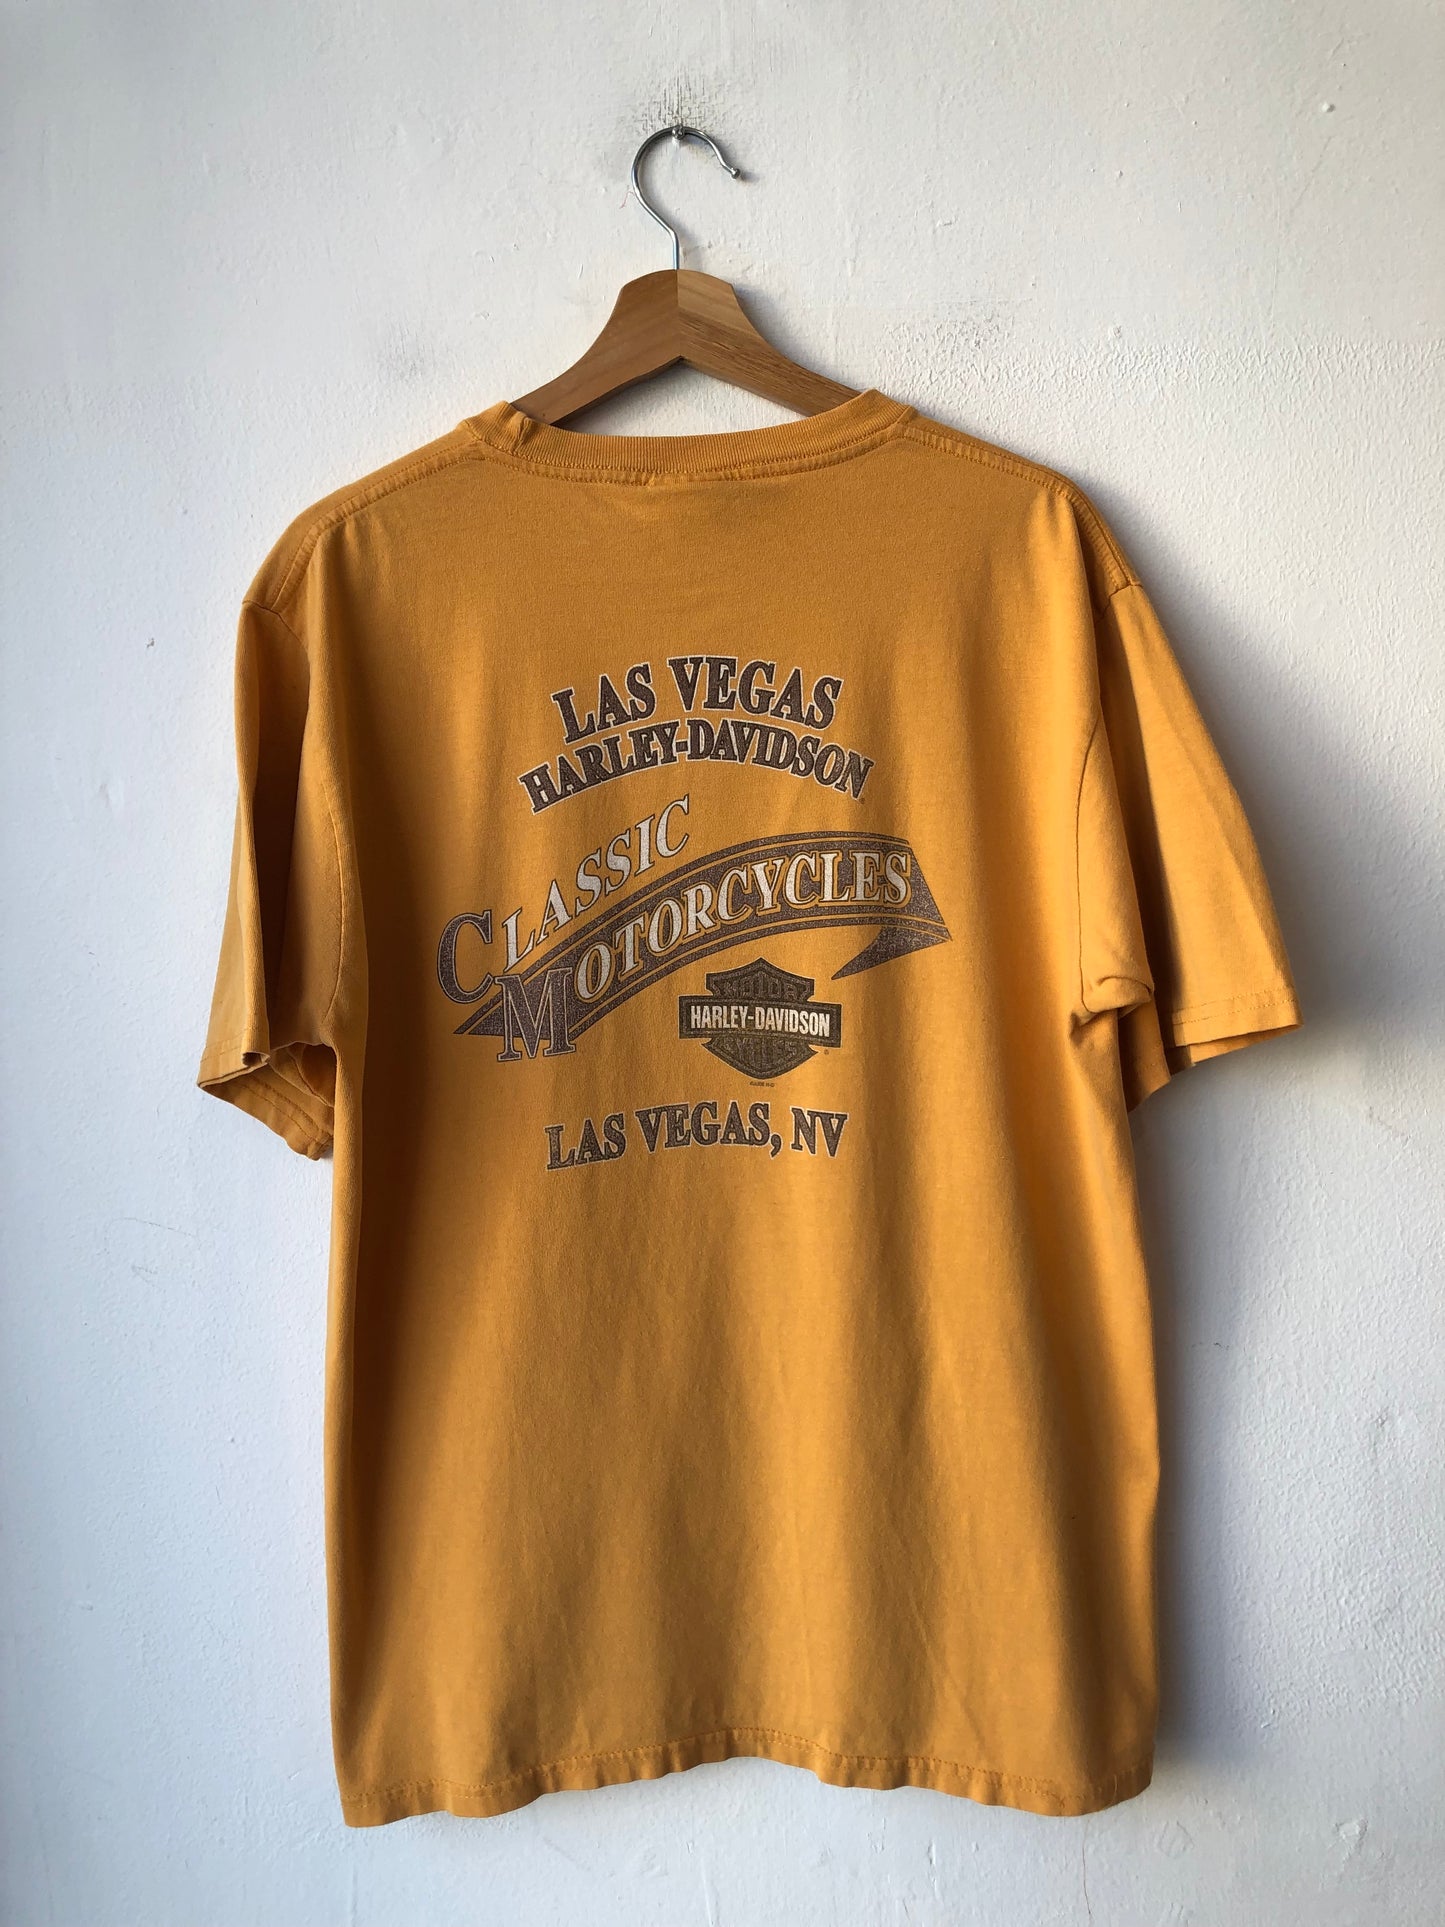 LAS VEGAS
HARLEY-DAVIDSON®
CLASSIC
MOTORCYCLES
MOTOR
HARLEY-DAVIDSON
CYCLES
®
LAS VEGAS, NV